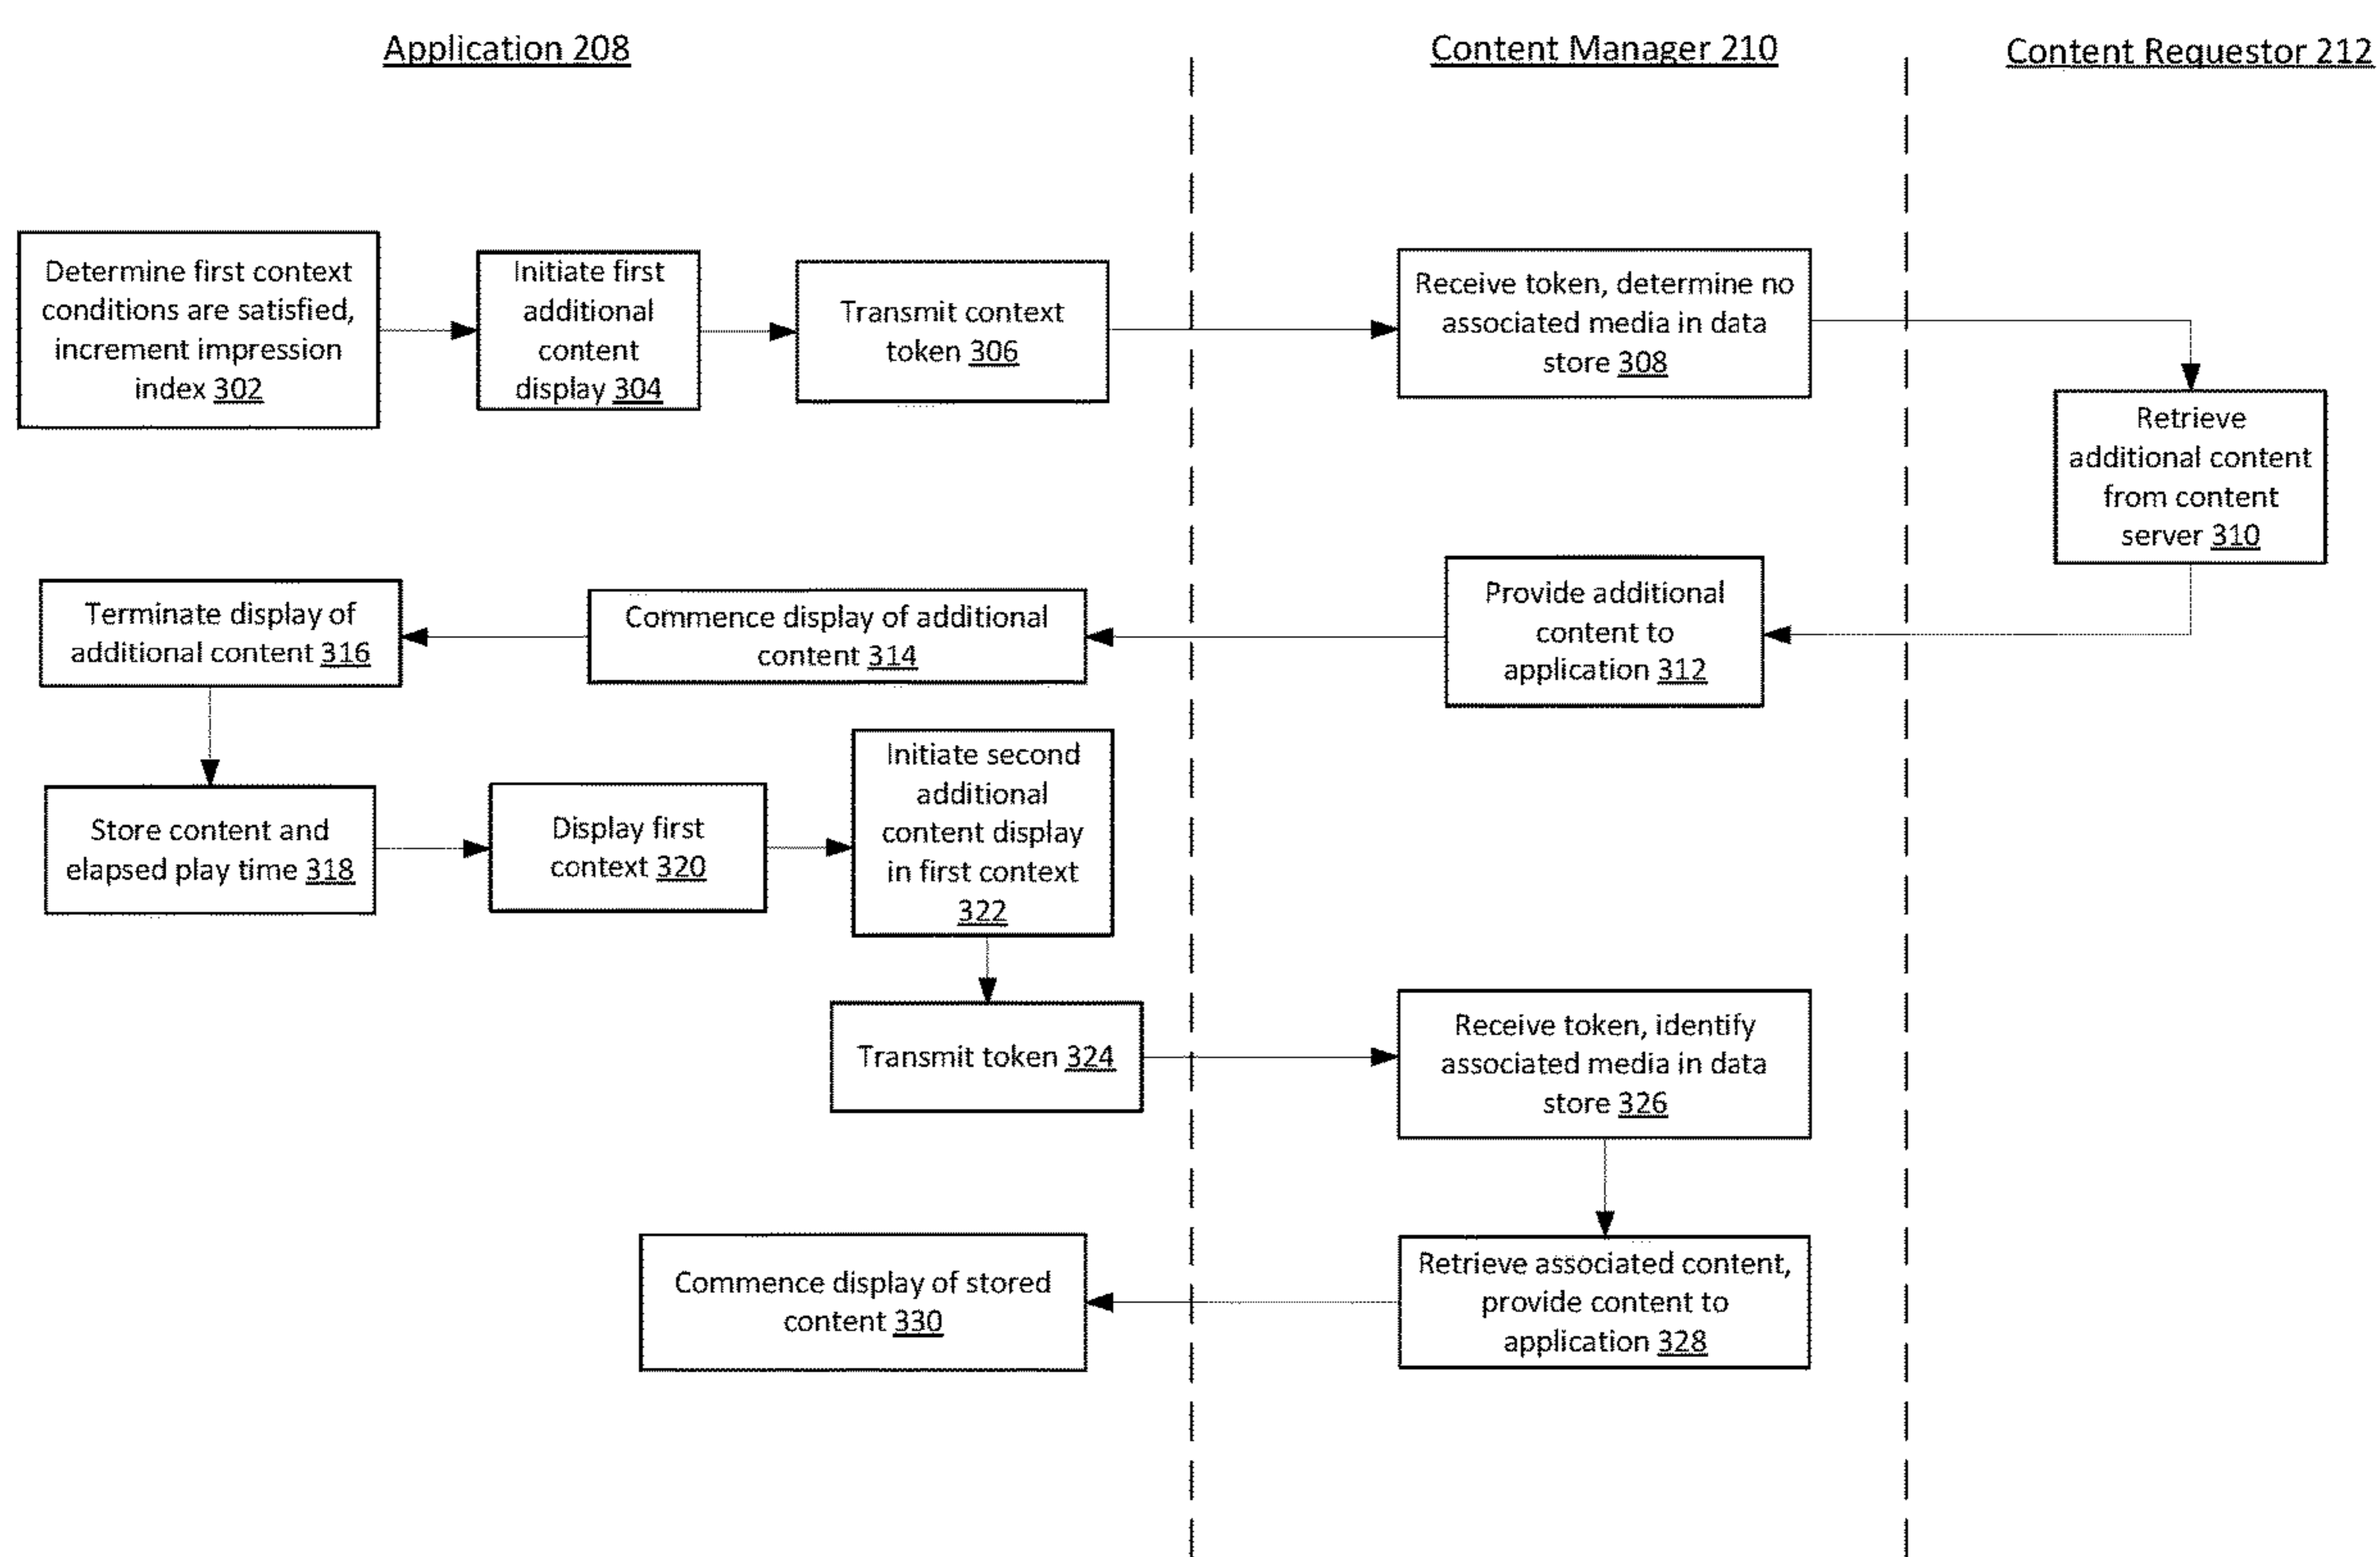 Application 208
Content Manager 210
Content Requestor 212
Determine first context
conditions are satisfied,
increment impression
index 302
Initiate first
additional
content
display 304
Transmit context
token 306
Receive token, determine no
associated media in data
store 308
Retrieve
additional content
from content
server 310
Provide additional
content to
application 312
Commence display of additional
content 314
Terminate display of
additional content 316
Store content and
elapsed play time 318
Display first
context 320
Initiate second
additional
content display
in first context
322
Transmit token 324
Receive token, identify
associated media in data
store 326
Retrieve associated content,
provide content to
application 328
Commence display of stored
content 330